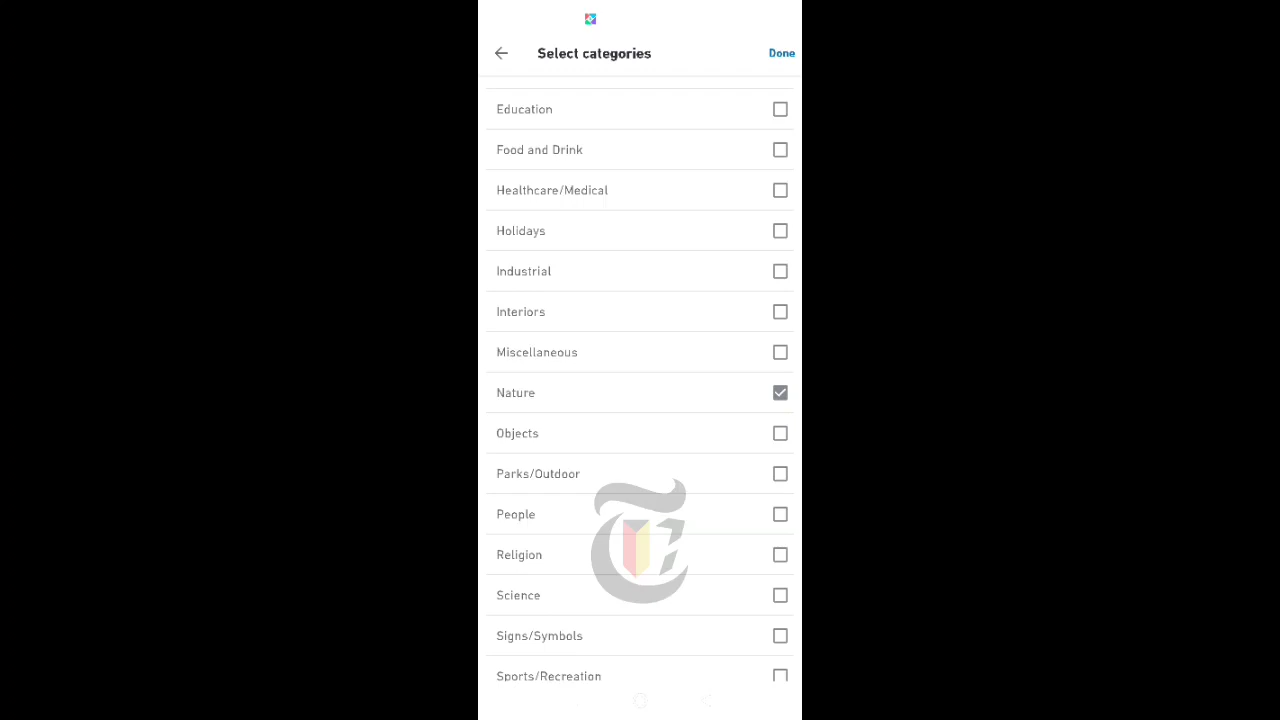 Select categories
Done
Education
Food and Drink
Healthcare/Medical
Holidays
Industrial
Interiors
Miscellaneous
Nature
Objects
Parks/Outdoor
People
Religion
Science
Signs/Symbols
Sports/Recreation